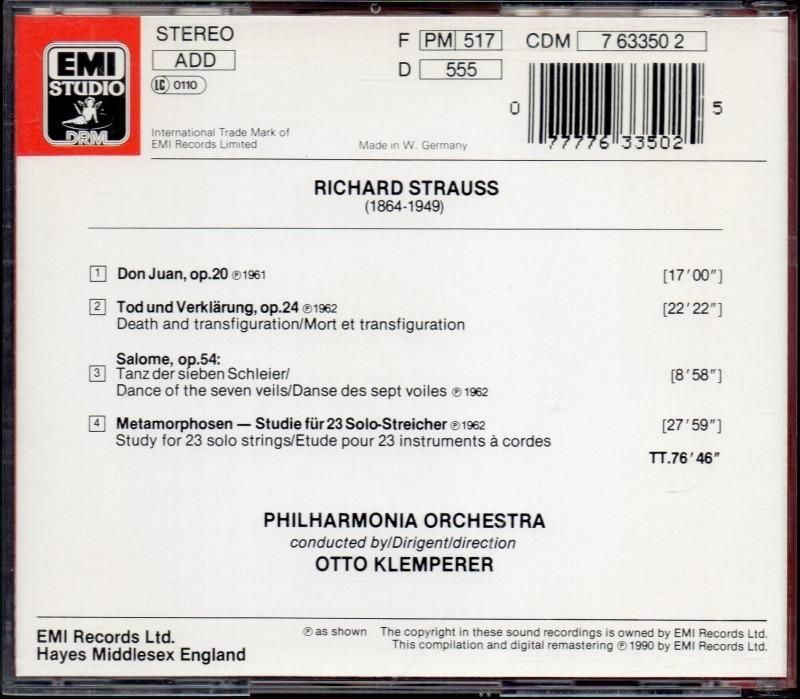 EMI
STUDIO
DRM
STEREO
ADD
LC 0110
International Trade Mark of
EMI Records Limited
Made in W. Germany
F PM 517 CDM 7 63350 2
D 555
0 77776 33502 5
RICHARD STRAUSS
(1864-1949)
1 Don Juan, op.20 ℗1961 [17'00"]
2 Tod und Verklärung, op.24 ℗1962 [22'22"]
Death and transfiguration/Mort et transfiguration
Salome, op.54:
3 Tanz der sieben Schleier/ [8'58"]
Dance of the seven veils/Danse des sept voiles ℗1962
4 Metamorphosen — Studie für 23 Solo-Streicher ℗1962 [27'59"]
Study for 23 solo strings/Etude pour 23 instruments à cordes
TT.76'46"
PHILHARMONIA ORCHESTRA
conducted by/Dirigent/direction
OTTO KLEMPERER
EMI Records Ltd.
Hayes Middlesex England
℗ as shown The copyright in these sound recordings is owned by EMI Records Ltd.
This compilation and digital remastering ℗ 1990 by EMI Records Ltd.